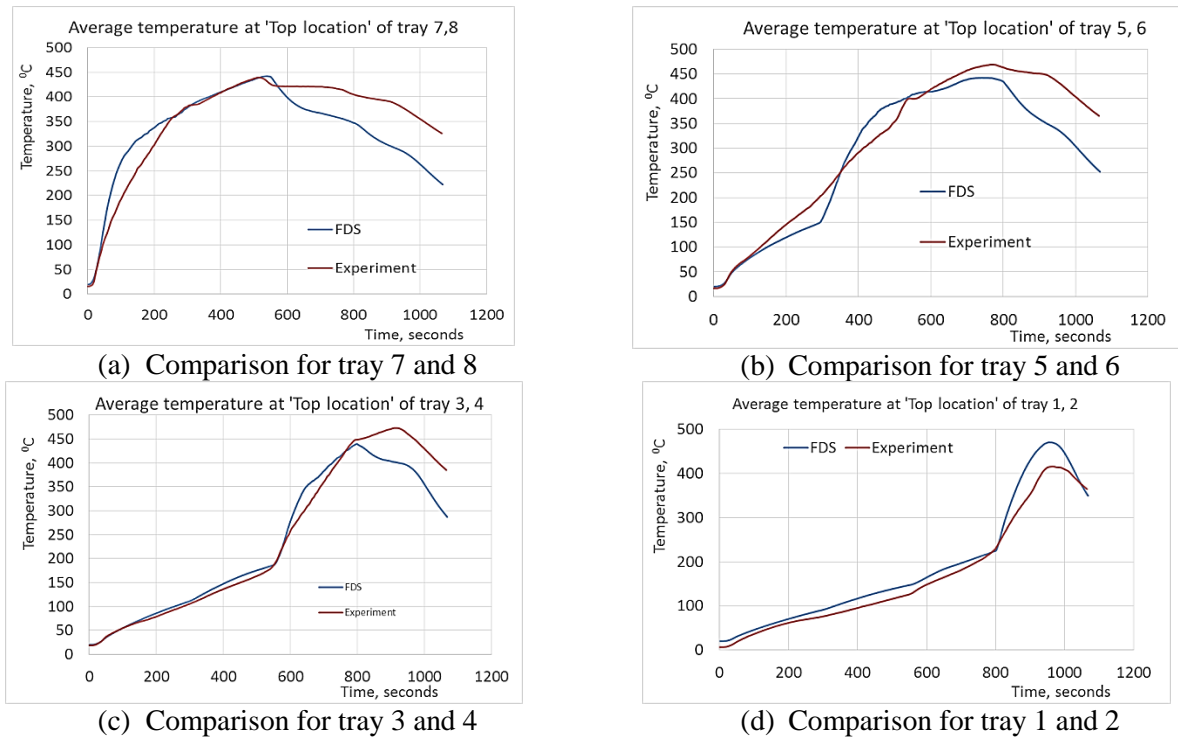 Average temperature at 'Top location' of tray 7,8
Temperature, ⁰C
500
450
400
350
300
250
200
150
100
50
0
FDS
Experiment
0 200 400 600 800 1000 1200
Time, seconds
(a) Comparison for tray 7 and 8
Average temperature at 'Top location' of tray 5, 6
Temperature, ⁰C
500
450
400
350
300
250
200
150
100
50
0
FDS
Experiment
0 200 400 600 800 1000 1200
Time, seconds
(b) Comparison for tray 5 and 6
Average temperature at 'Top location' of tray 3, 4
Temperature, ⁰C
500
450
400
350
300
250
200
150
100
50
0
FDS
Experiment
0 200 400 600 800 1000 1200
Time, seconds
(c) Comparison for tray 3 and 4
Average temperature at 'Top location' of tray 1, 2
Temperature, ⁰C
500
400
300
200
100
0
FDS Experiment
0 200 400 600 800 1000 1200
Time, seconds
(d) Comparison for tray 1 and 2